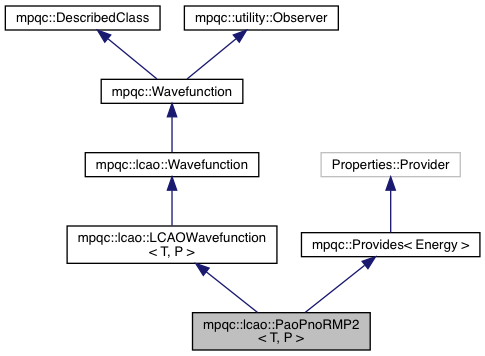 mpqc::DescribedClass
mpqc::utility::Observer
mpqc::Wavefunction
mpqc::lcao::Wavefunction
Properties::Provider
mpqc::lcao::LCAOWavefunction
< T, P >
mpqc::Provides< Energy >
mpqc::lcao::PaoPnoRMP2
< T, P >